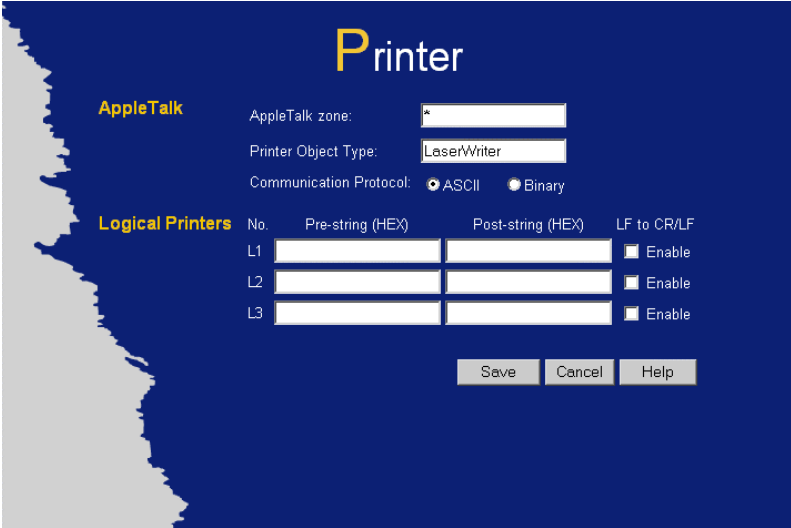 Printer
AppleTalk
AppleTalk zone: *
Printer Object Type: LaserWriter
Communication Protocol: ASCII Binary
Logical Printers No. Pre-string (HEX) Post-string (HEX) LF to CR/LF
L1 Enable
L2 Enable
L3 Enable
Save Cancel Help